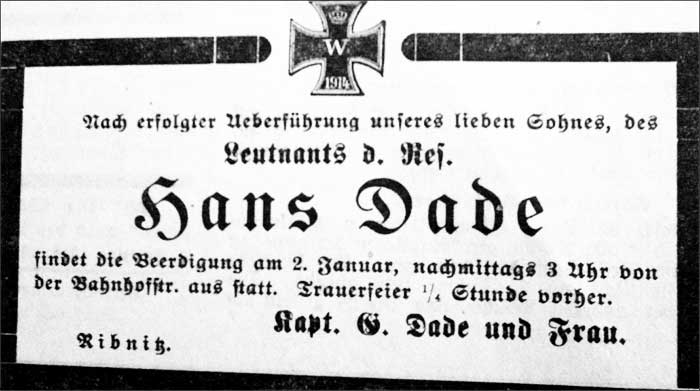 W
1914
Nach erfolgter Ueberführung unseres lieben Sohnes, des
Leutnants d. Res.
Hans Dade
findet die Beerdigung am 2. Januar, nachmittags 3 Uhr von
der Bahnhofstr. aus statt. Trauerfeier ¼ Stunde vorher.
Kapt. G. Dade und Frau.
Ribnitz.